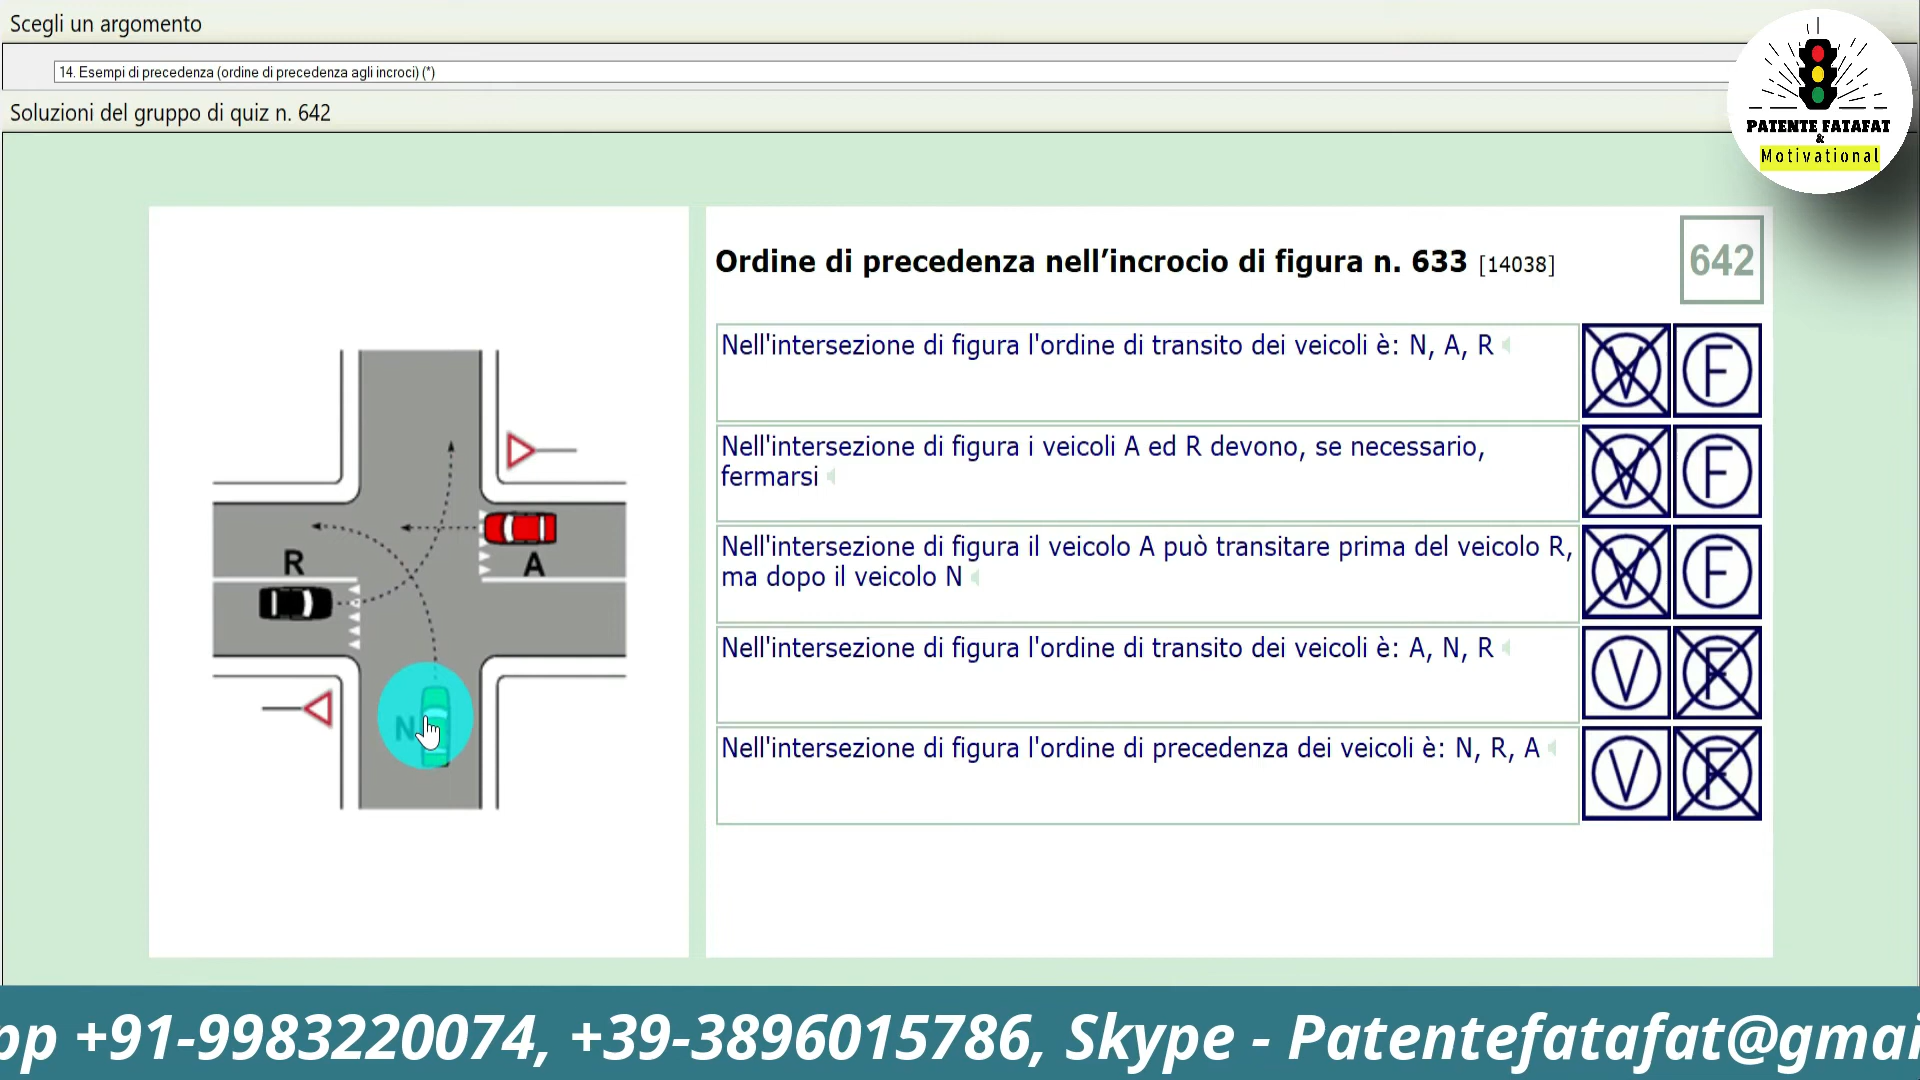 Scegli un argomento
14. Esempi di precedenza (ordine di precedenza agli incroci) (*)
Soluzioni del gruppo di quiz n. 642
PATENTE FATAFAT
&
Motivational
Ordine di precedenza nell’incrocio di figura n. 633 [14038]
642
Nell'intersezione di figura l'ordine di transito dei veicoli è: N, A, R
V F
Nell'intersezione di figura i veicoli A ed R devono, se necessario,
fermarsi
V F
Nell'intersezione di figura il veicolo A può transitare prima del veicolo R,
ma dopo il veicolo N
V F
Nell'intersezione di figura l'ordine di transito dei veicoli è: A, N, R
V F
Nell'intersezione di figura l'ordine di precedenza dei veicoli è: N, R, A
V F
R
A
N
pp +91-9983220074, +39-3896015786, Skype - Patentefatafat@gmai